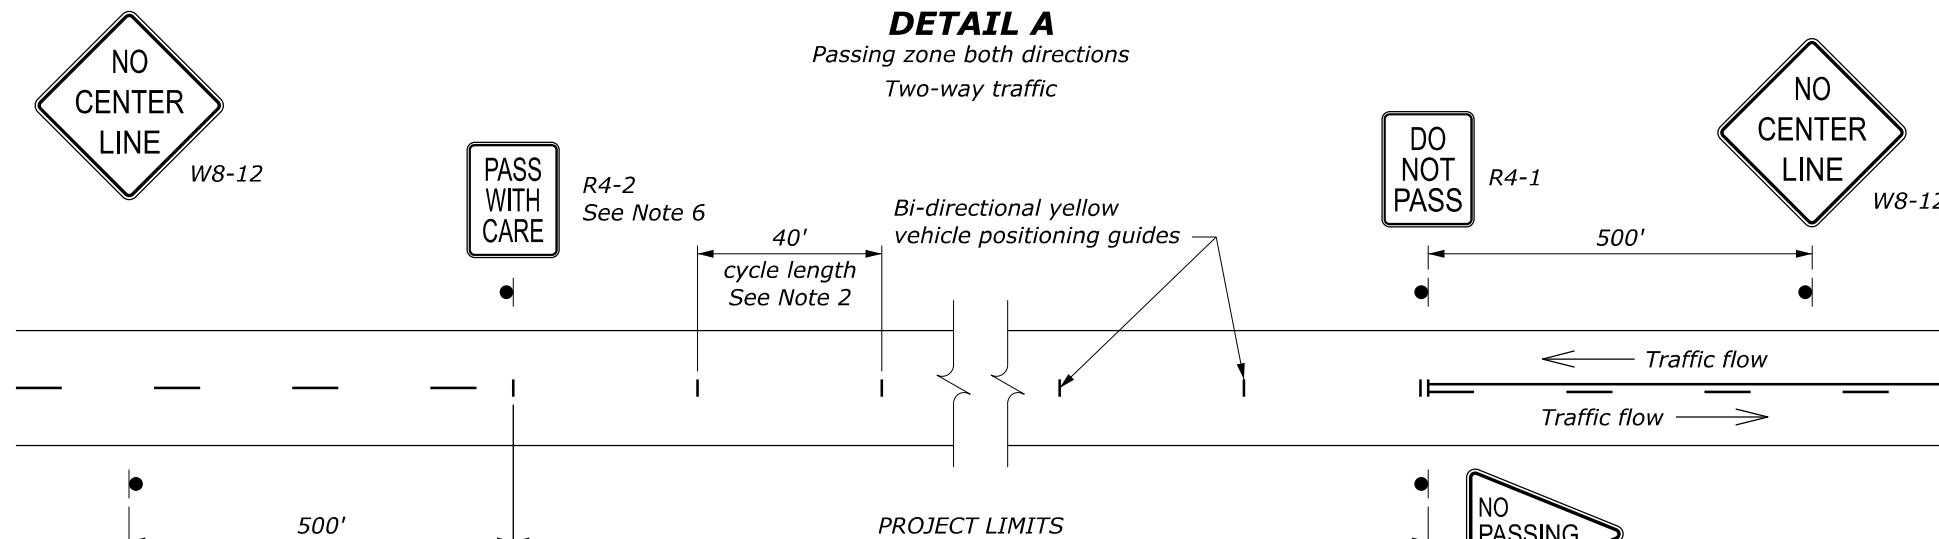 DETAIL A
Passing zone both directions
Two-way traffic
NO
CENTER
LINE
W8-12
PASS
WITH
CARE
R4-2
See Note 6
40'
cycle length
See Note 2
Bi-directional yellow
vehicle positioning guides
DO
NOT
PASS
R4-1
NO
CENTER
LINE
W8-12
500'
Traffic flow
Traffic flow
500'
PROJECT LIMITS
NO
PASSING